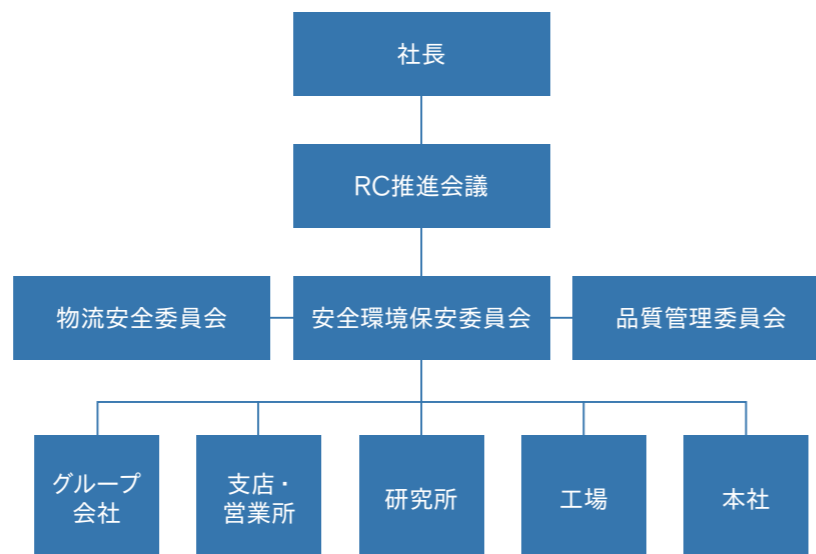 社長
RC推進会議
物流安全委員会
安全環境保安委員会
品質管理委員会
グループ
会社
支店・
営業所
研究所
工場
本社